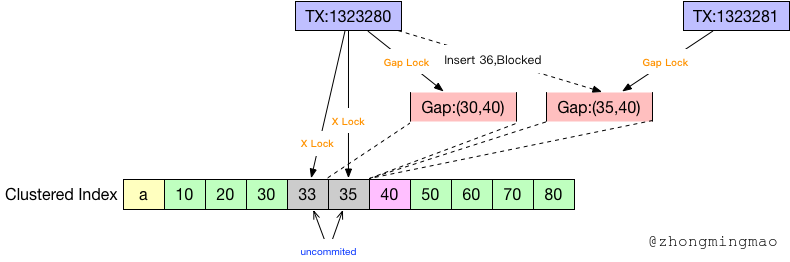 TX:1323280
TX:1323281
Insert 36,Blocked
Gap Lock
Gap Lock
Gap:(30,40)
Gap:(35,40)
X Lock
X Lock
Clustered Index a 10 20 30 33 35 40 50 60 70 80
uncommited
@zhongmingmao